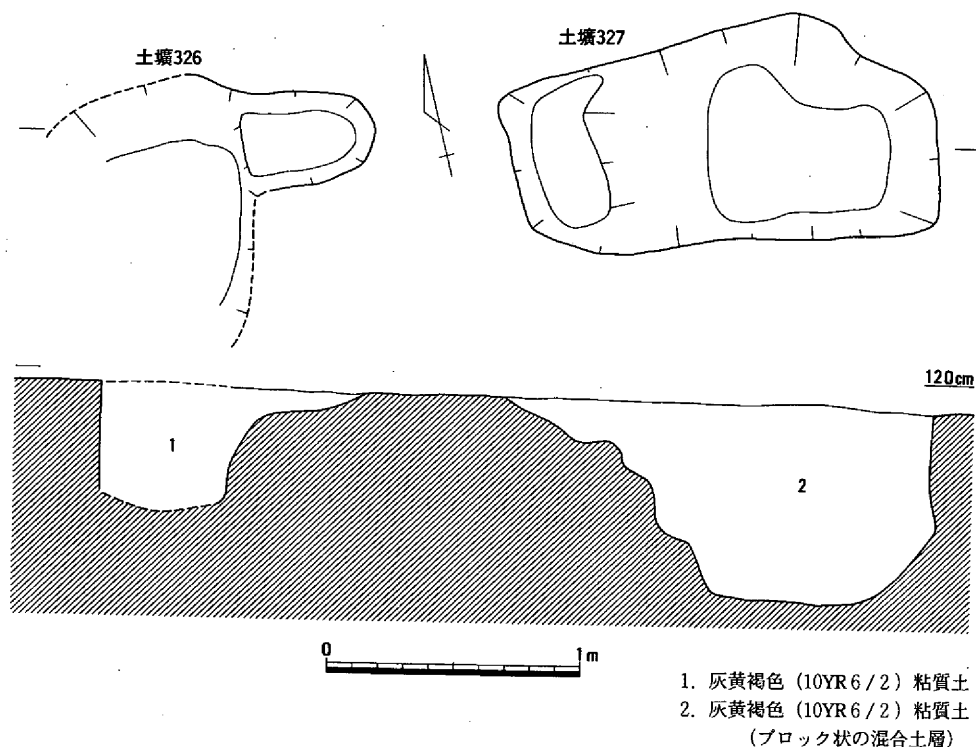 土壙326
土壙327
120cm
1
2
0 1m
1. 灰黄褐色 (10YR 6/2) 粘質土
2. 灰黄褐色 (10YR 6/2) 粘質土
(ブロック状の混合土層)